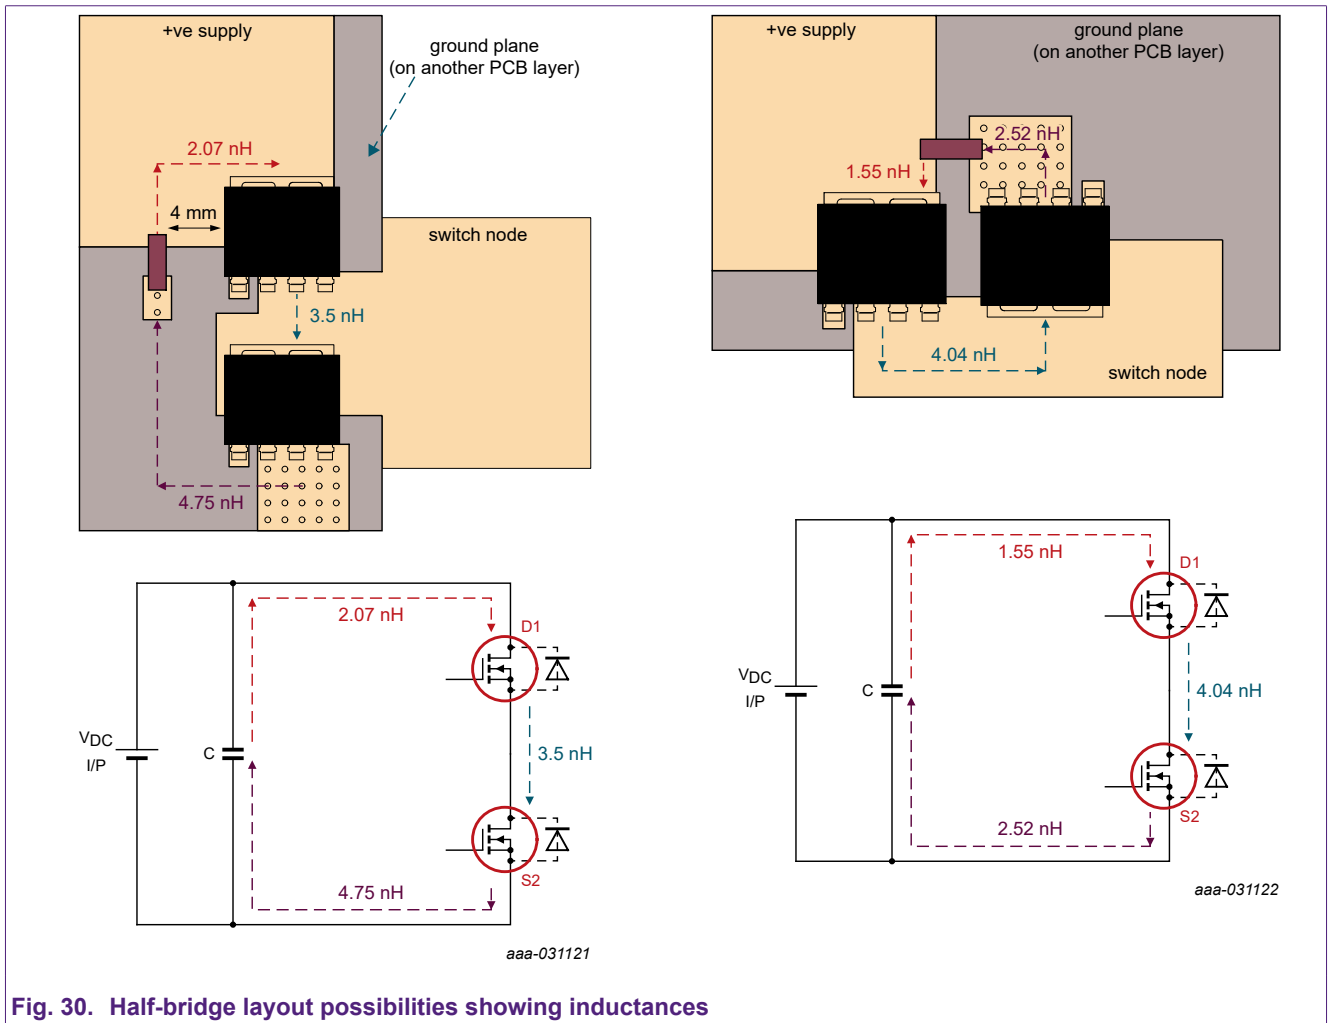 +ve supply
ground plane
(on another PCB layer)
2.07 nH
4 mm
switch node
3.5 nH
4.75 nH
2.07 nH
D1
VDC
I/P
C
3.5 nH
4.75 nH
S2
aaa-031121
+ve supply
ground plane
(on another PCB layer)
2.52 nH
1.55 nH
4.04 nH
switch node
1.55 nH
D1
VDC
I/P
C
4.04 nH
2.52 nH
S2
aaa-031122
Fig. 30. Half-bridge layout possibilities showing inductances